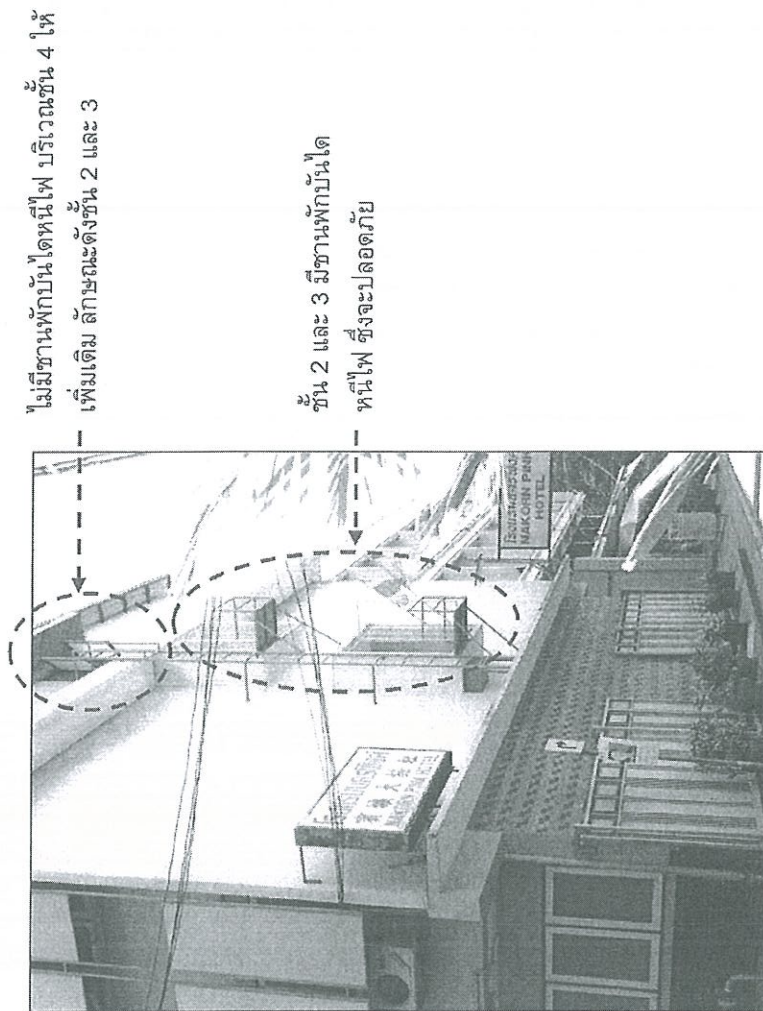 ไม่มีชานพักบันไดหนีไฟ บริเวณชั้น 4 ให้
เพิ่มเติม ลักษณะดังชั้น 2 และ 3
ชั้น 2 และ 3 มีชานพักบันได
หนีไฟ ซึ่งจะปลอดภัย
NAKORN PINK
HOTEL